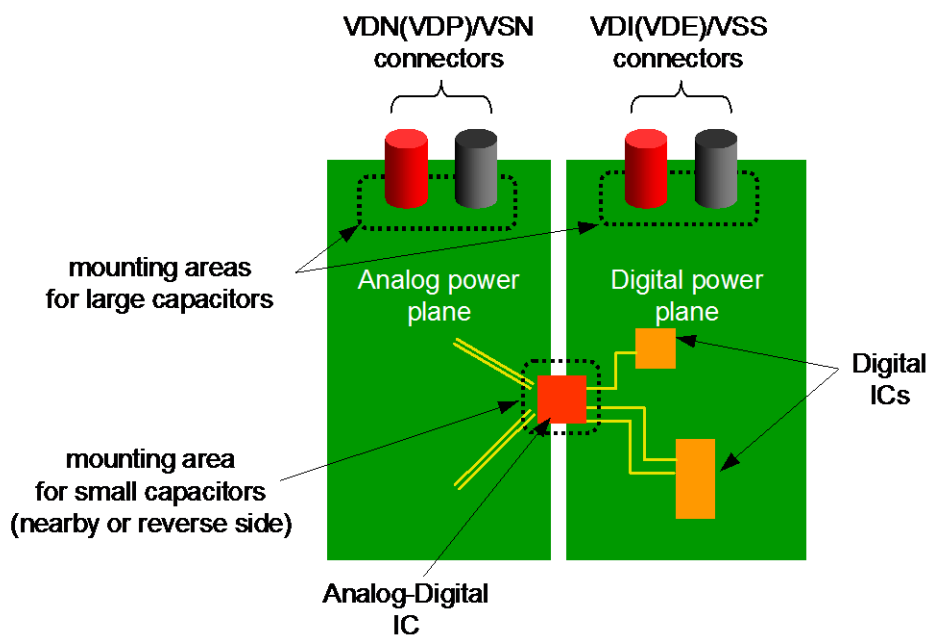 VDN(VDP)/VSN
connectors
VDI(VDE)/VSS
connectors
mounting areas
for large capacitors
Analog power
plane
Digital power
plane
Digital
ICs
mounting area
for small capacitors
(nearby or reverse side)
Analog-Digital
IC